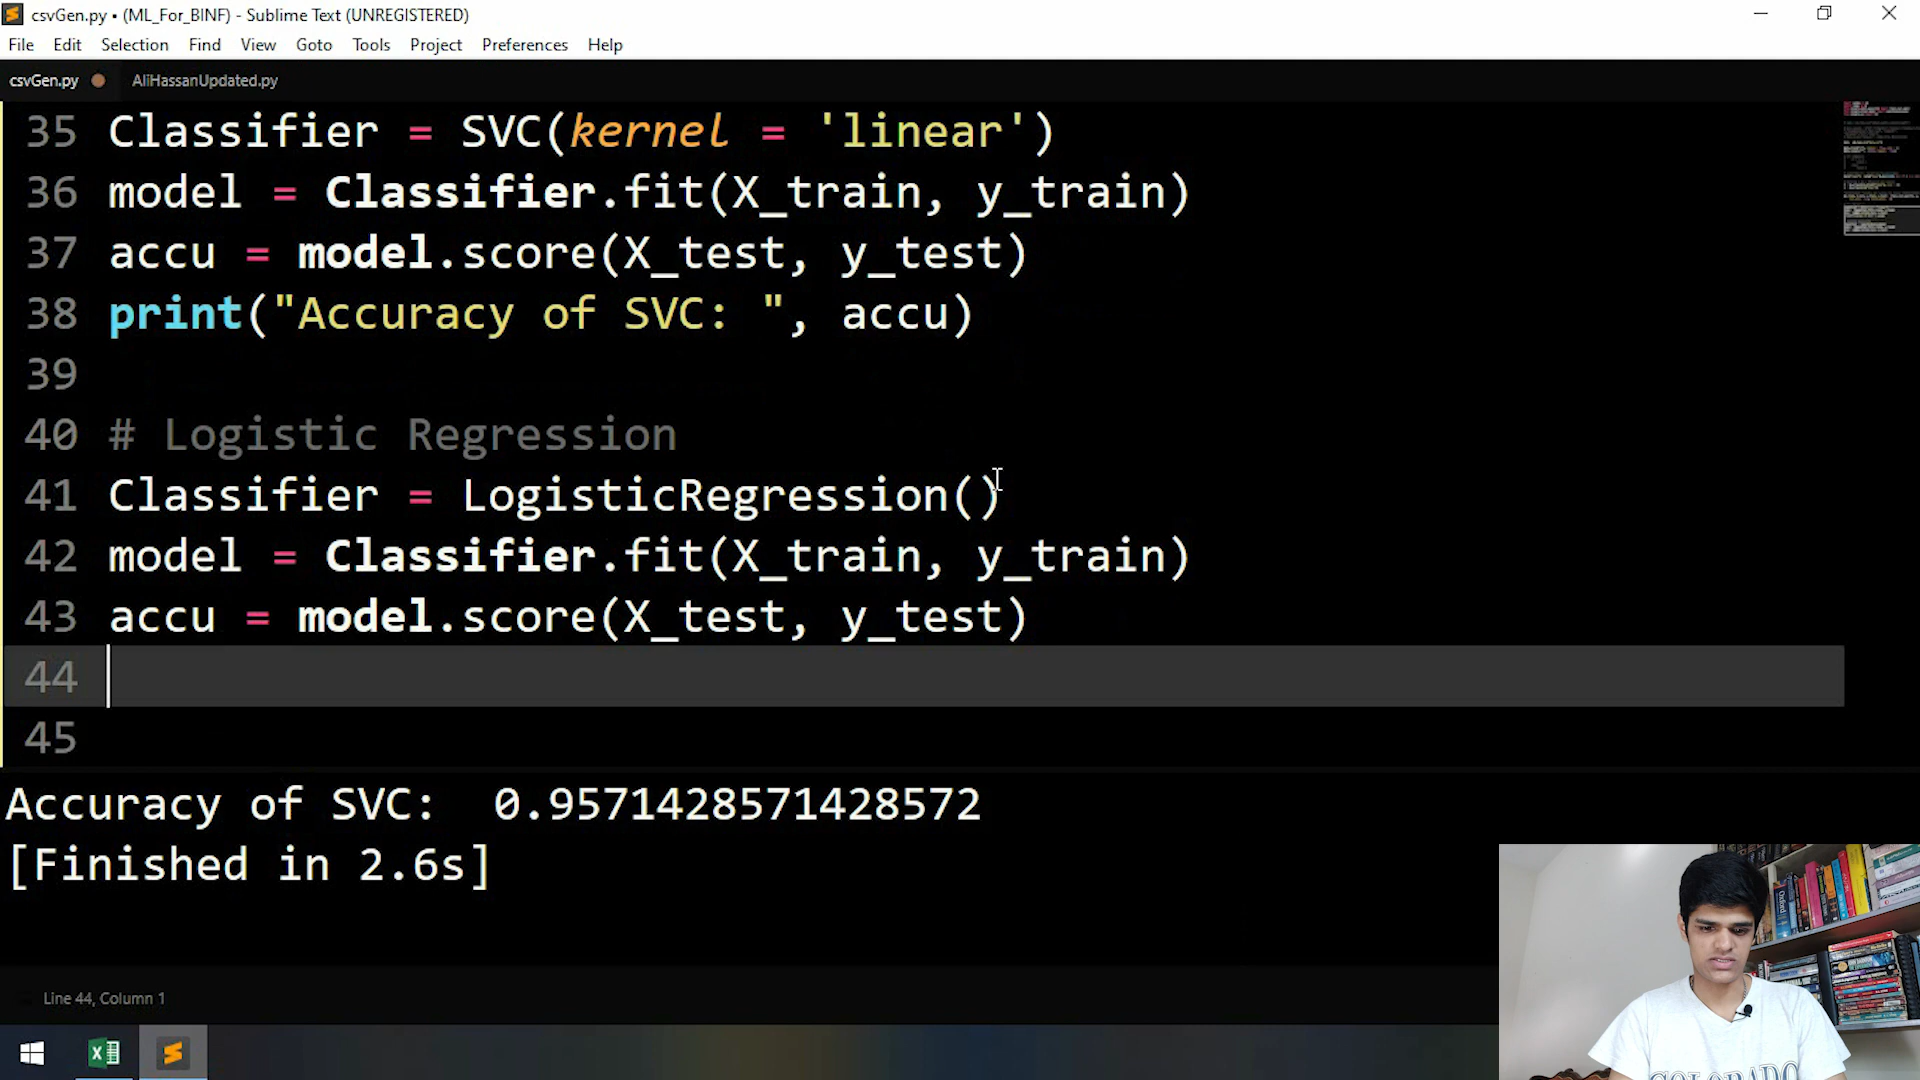 csvGen.py • (ML_For_BINF) - Sublime Text (UNREGISTERED)
File Edit Selection Find View Goto Tools Project Preferences Help
csvGen.py AliHassanUpdated.py
35 Classifier = SVC(kernel = 'linear')
36 model = Classifier.fit(X_train, y_train)
37 accu = model.score(X_test, y_test)
38 print("Accuracy of SVC: ", accu)
39
40 # Logistic Regression
41 Classifier = LogisticRegression()
42 model = Classifier.fit(X_train, y_train)
43 accu = model.score(X_test, y_test)
44
45
Accuracy of SVC:  0.9571428571428572
[Finished in 2.6s]
Line 44, Column 1
Oxford
COLORADO